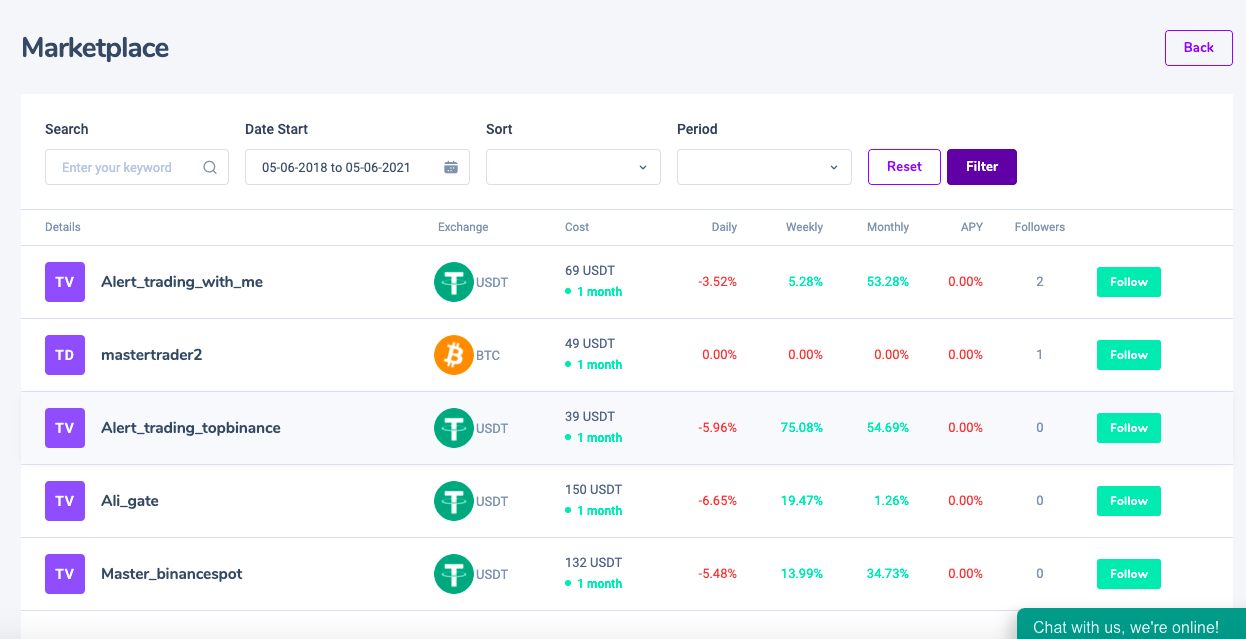 Marketplace
Back
Search Date Start Sort Period
Enter your keyword 05-06-2018 to 05-06-2021 Reset Filter
Details Exchange Cost Daily Weekly Monthly APY Followers
TV Alert_trading_with_me USDT 69 USDT -3.52% 5.28% 53.28% 0.00% 2 Follow
1 month
TD mastertrader2 BTC 49 USDT 0.00% 0.00% 0.00% 0.00% 1 Follow
1 month
TV Alert_trading_topbinance USDT 39 USDT -5.96% 75.08% 54.69% 0.00% 0 Follow
1 month
TV Ali_gate USDT 150 USDT -6.65% 19.47% 1.26% 0.00% 0 Follow
1 month
TV Master_binancespot USDT 132 USDT -5.48% 13.99% 34.73% 0.00% 0 Follow
1 month
Chat with us, we're online!